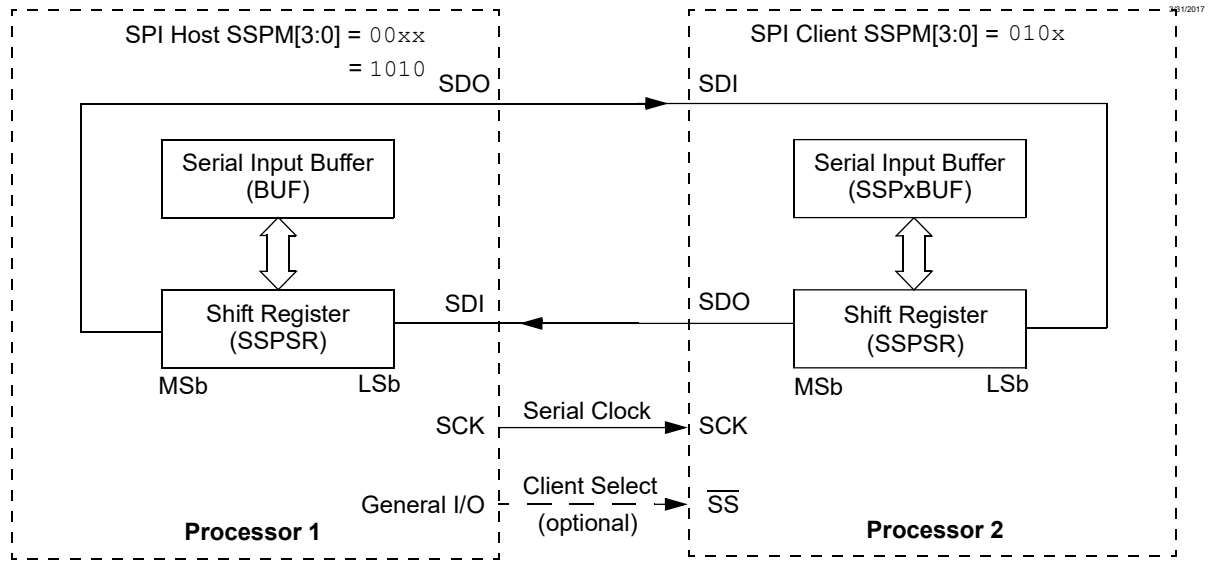 3/31/2017
SPI Host SSPM[3:0] = 00xx
= 1010
SPI Client SSPM[3:0] = 010x
SDO
SDI
Serial Input Buffer
(BUF)
Serial Input Buffer
(SSPxBUF)
SDI
SDO
Shift Register
(SSPSR)
Shift Register
(SSPSR)
MSb
LSb
MSb
LSb
SCK
Serial Clock
SCK
General I/O
Client Select
(optional)
SS
Processor 1
Processor 2